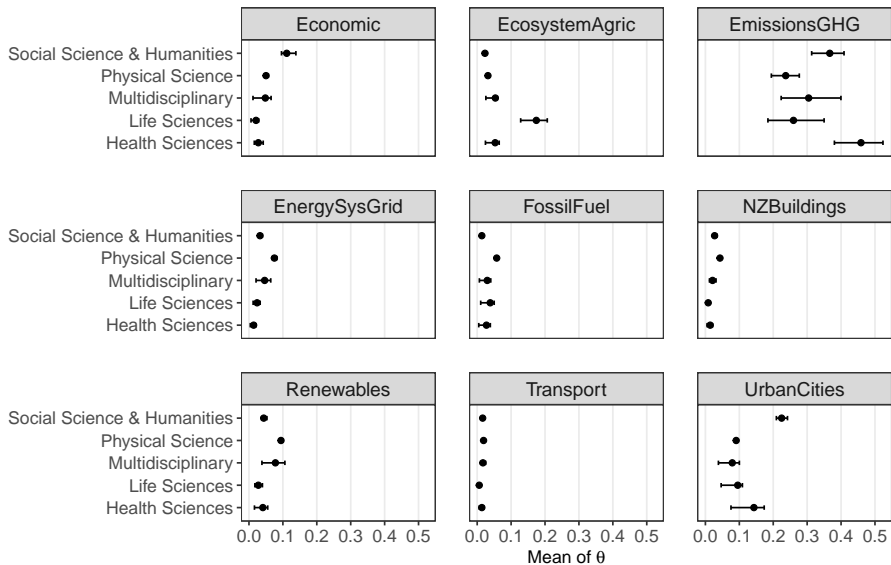 Economic
EcosystemAgric
EmissionsGHG
Social Science & Humanities
Physical Science
Multidisciplinary
Life Sciences
Health Sciences
EnergySysGrid
FossilFuel
NZBuildings
Social Science & Humanities
Physical Science
Multidisciplinary
Life Sciences
Health Sciences
Renewables
Transport
UrbanCities
Social Science & Humanities
Physical Science
Multidisciplinary
Life Sciences
Health Sciences
0.0 0.1 0.2 0.3 0.4 0.5
0.0 0.1 0.2 0.3 0.4 0.5
0.0 0.1 0.2 0.3 0.4 0.5
Mean of θ